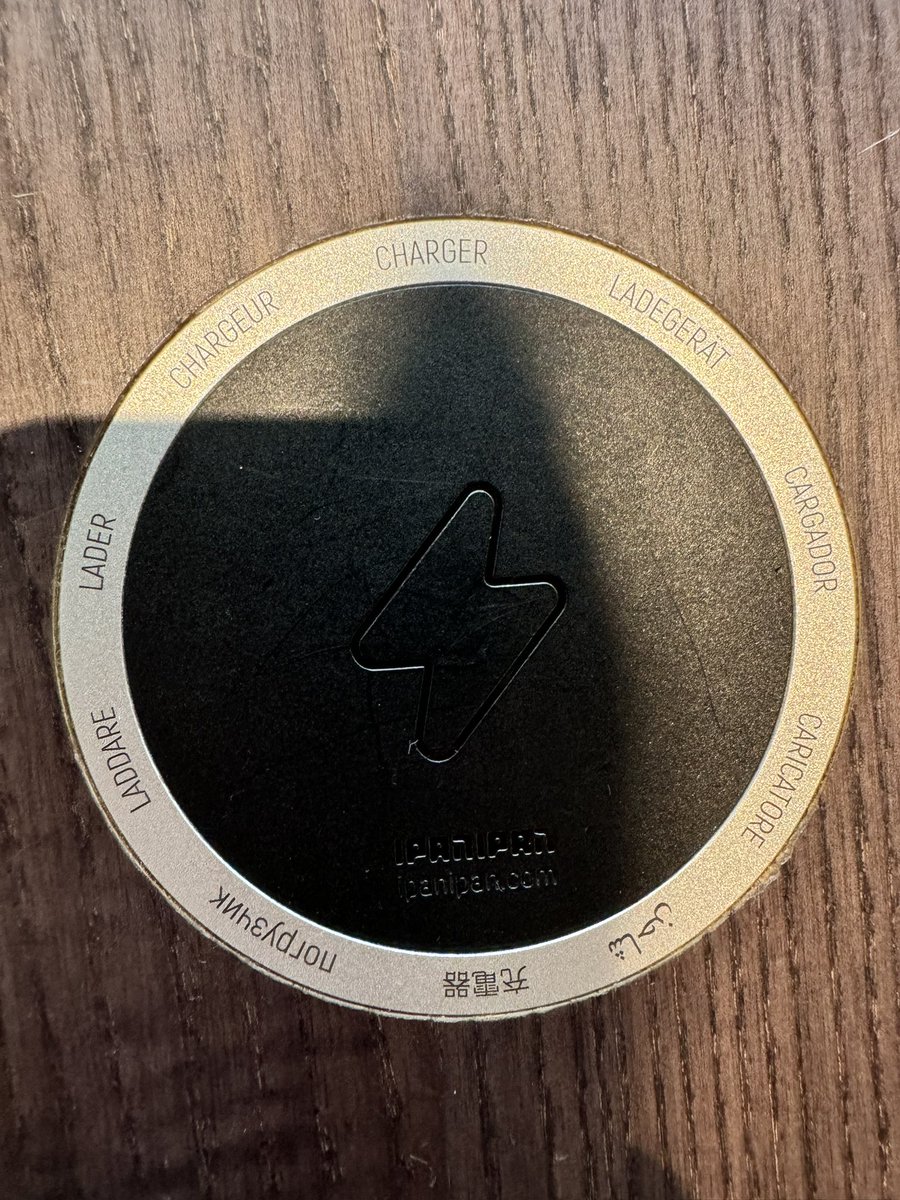 CHARGER
LADEGERÄT
CARGADOR
CARICATORE
شاحن
充電器
погрузчик
LADDARE
LADER
CHARGEUR
IPANIPAN
ipanipan.com